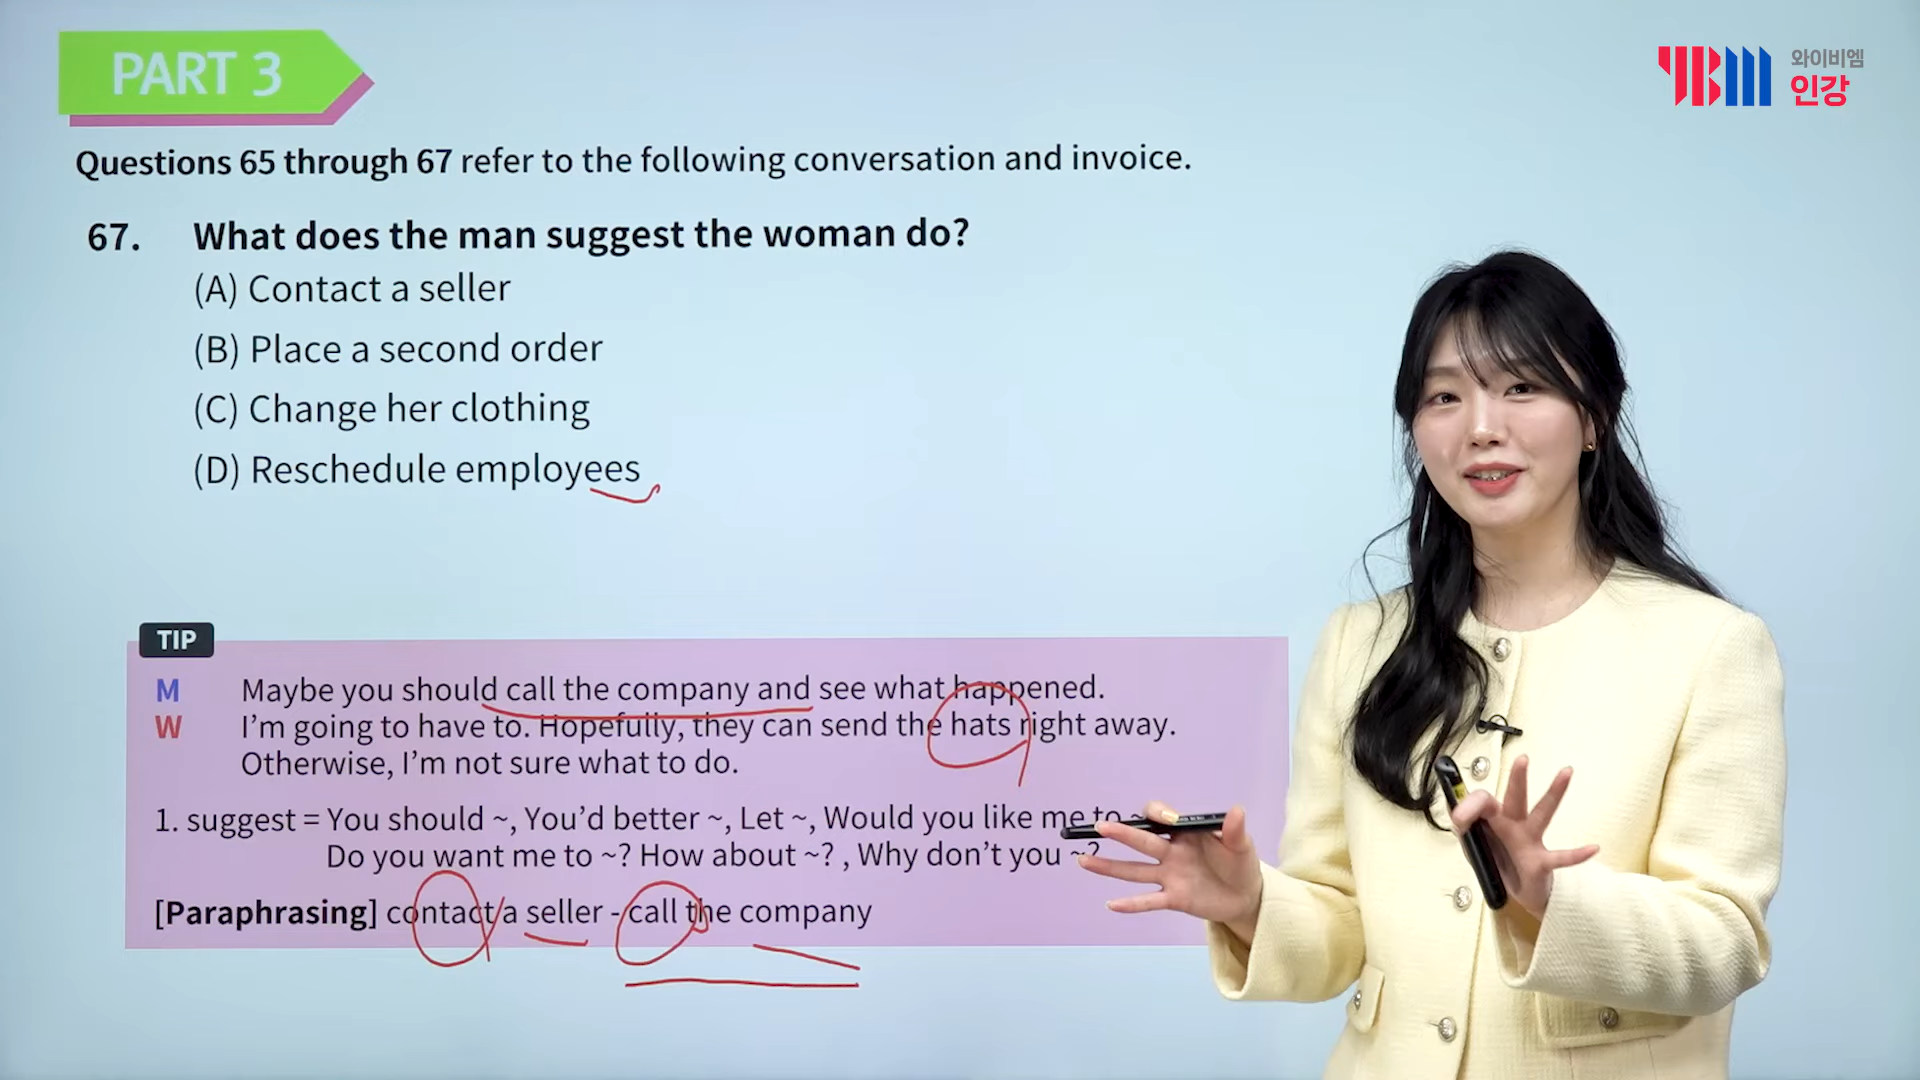 PART 3
YBM 와이비엠 인강
Questions 65 through 67 refer to the following conversation and invoice.
67. What does the man suggest the woman do?
(A) Contact a seller
(B) Place a second order
(C) Change her clothing
(D) Reschedule employees
TIP
M Maybe you should call the company and see what happened.
W I'm going to have to. Hopefully, they can send the hats right away.
Otherwise, I'm not sure what to do.
1. suggest = You should ~, You'd better ~, Let ~, Would you like me to ~
Do you want me to ~? How about ~? , Why don't you ~?
[Paraphrasing] contact a seller - call the company